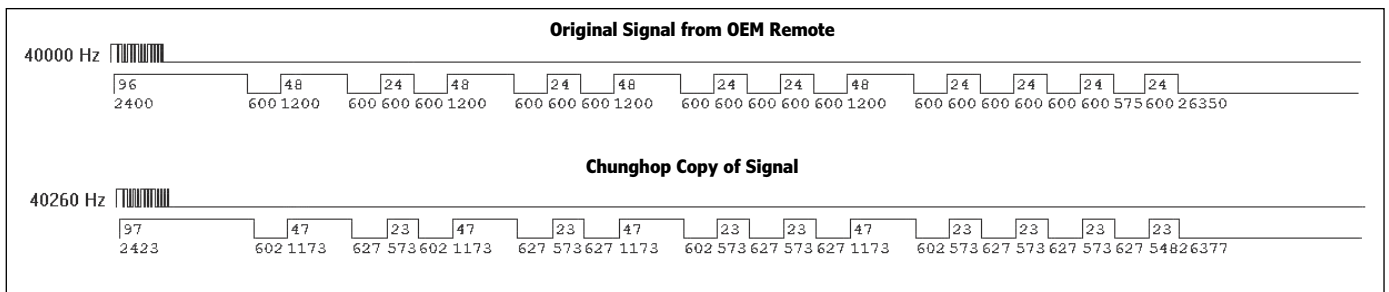 Original Signal from OEM Remote
40000 Hz
96 48 24 48 24 48 24 24 48 24 24 24 24
2400 600 1200 600 600 600 1200 600 600 600 1200 600 600 600 600 600 1200 600 600 600 600 600 600 575 600 26350
Chunghop Copy of Signal
40260 Hz
97 47 23 47 23 47 23 23 47 23 23 23 23
2423 602 1173 627 573 602 1173 627 573 627 1173 602 573 627 573 627 1173 602 573 627 573 627 573 627 548 26377